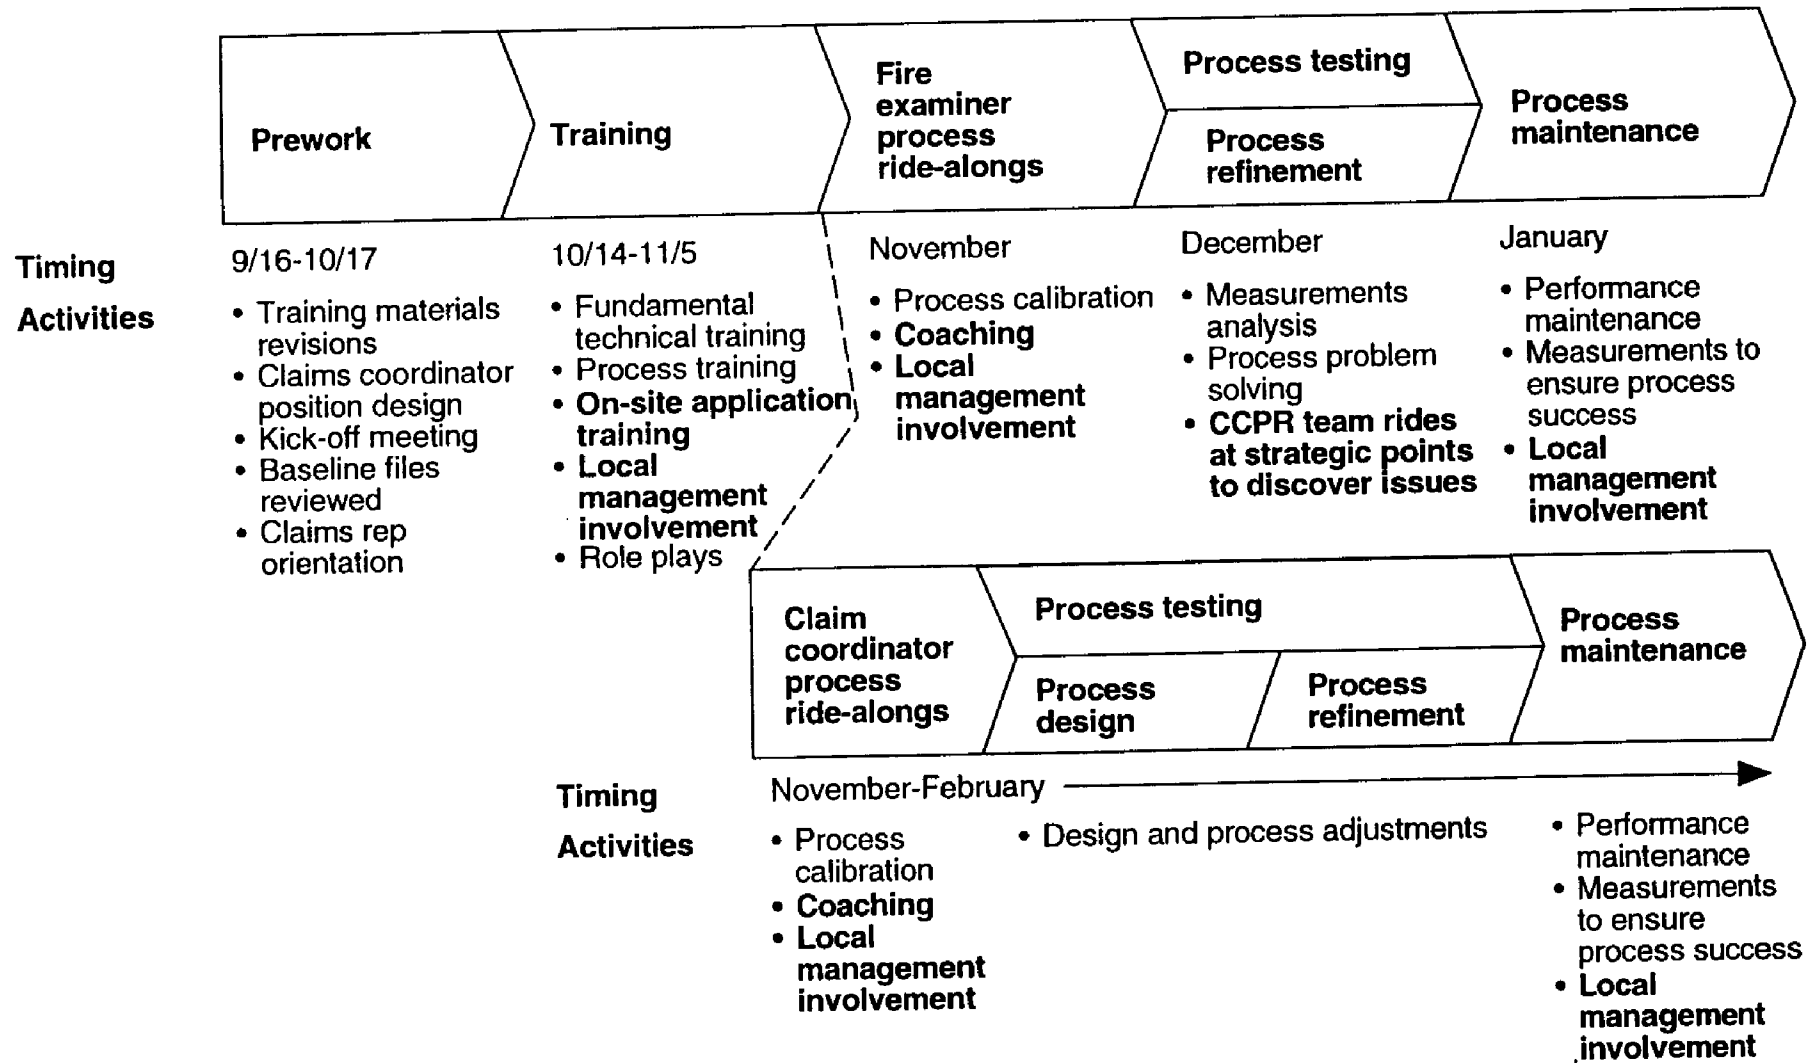 Prework
Training
Fire
examiner
process
ride-alongs
Process testing
Process
refinement
Process
maintenance
Timing
9/16-10/17
10/14-11/5
November
December
January
Activities
• Training materials
revisions
• Claims coordinator
position design
• Kick-off meeting
• Baseline files
reviewed
• Claims rep
orientation
• Fundamental
technical training
• Process training
• On-site application
training
• Local
management
involvement
• Role plays
• Process calibration
• Coaching
• Local
management
involvement
• Measurements
analysis
• Process problem
solving
• CCPR team rides
at strategic points
to discover issues
• Performance
maintenance
• Measurements to
ensure process
success
• Local
management
involvement
Claim
coordinator
process
ride-alongs
Process testing
Process
design
Process
refinement
Process
maintenance
Timing
November-February
Activities
• Process
calibration
• Coaching
• Local
management
involvement
• Design and process adjustments
• Performance
maintenance
• Measurements
to ensure
process success
• Local
management
involvement